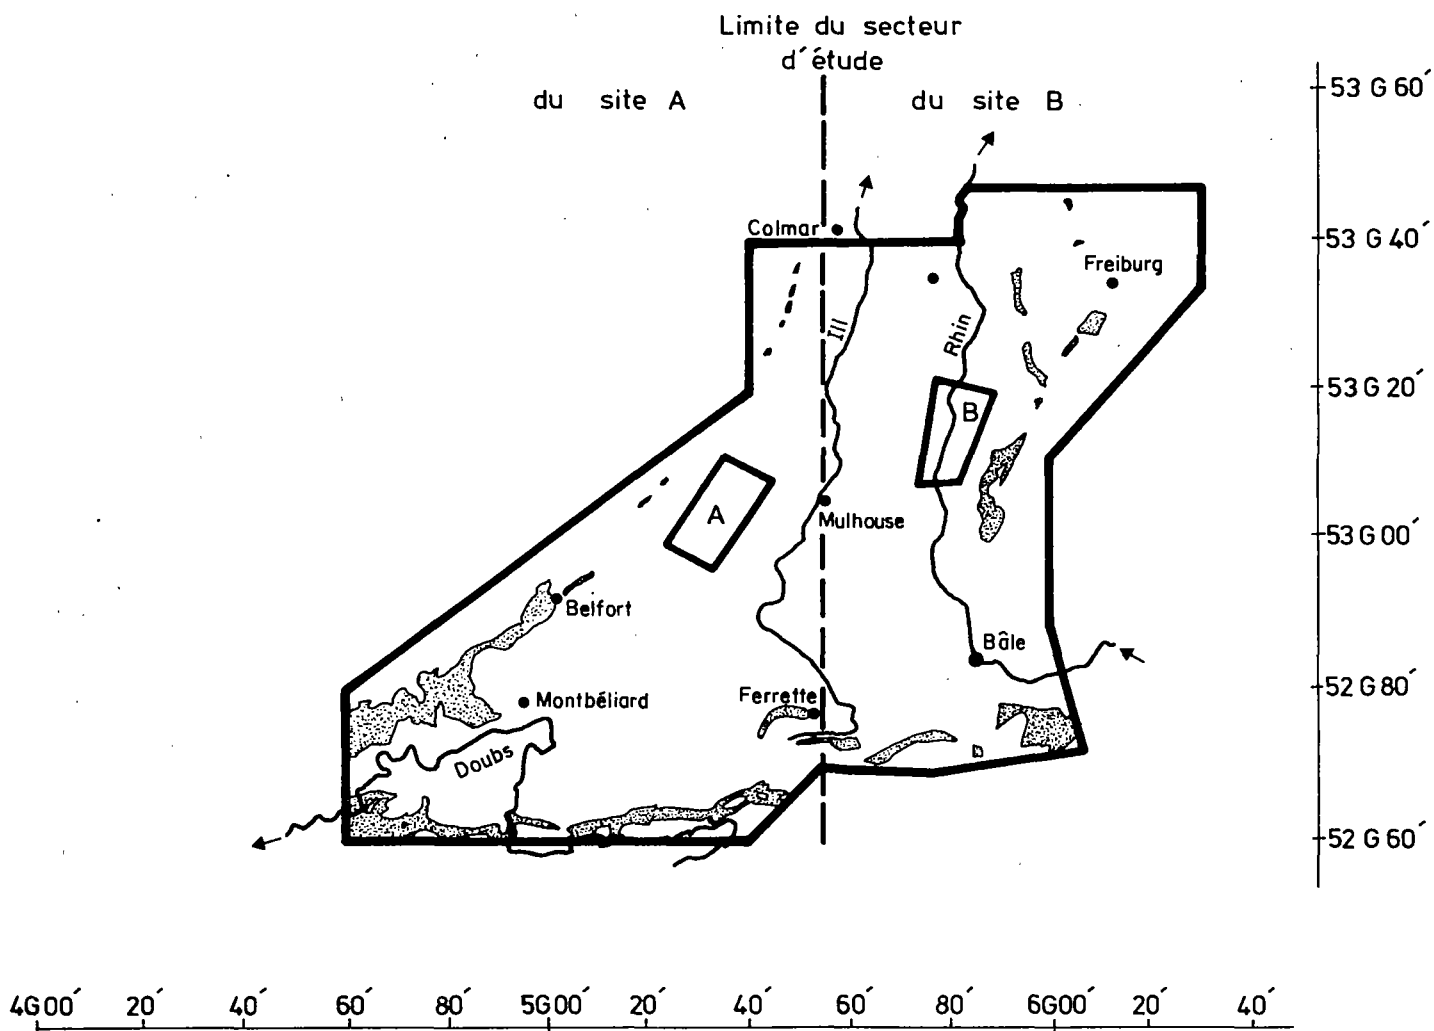 Limite du secteur
d'étude
du site A
du site B
53 G 60´
53 G 40´
53 G 20´
53 G 00´
52 G 80´
52 G 60´
Colmar
Freiburg
Ill
Rhin
B
A
Mulhouse
Belfort
Bâle
Montbéliard
Ferrette
Doubs
4G00´ 20´ 40´ 60´ 80´ 5G00´ 20´ 40´ 60´ 80´ 6G00´ 20´ 40´